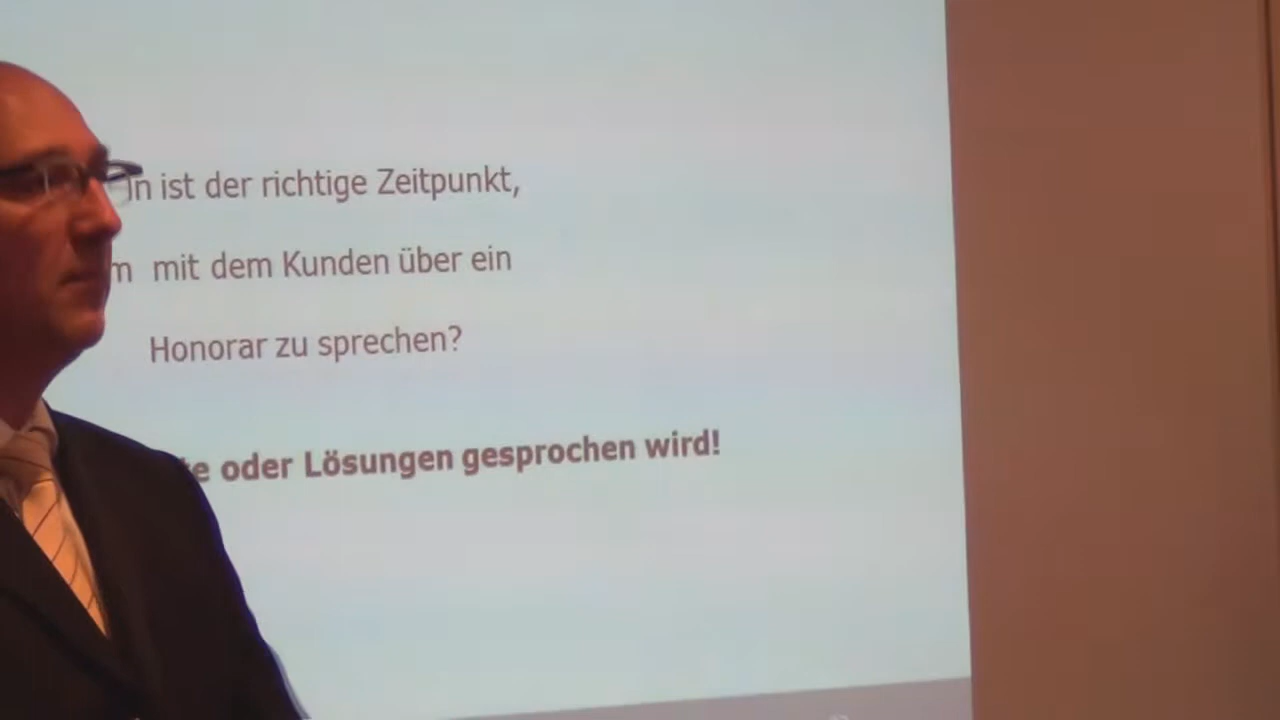 ist der richtige Zeitpunkt,
mit dem Kunden über ein
Honorar zu sprechen?
oder Lösungen gesprochen wird!